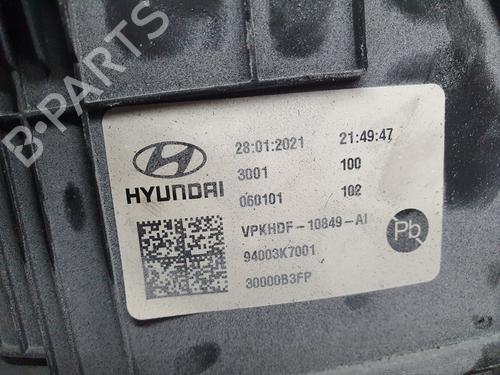 B-PARTS
HYUNDAI
28:01:2021 21:49:47
3001 100
060101 102
VPKHDF-10849-AI
94003K7001
30000B3FP
Pb